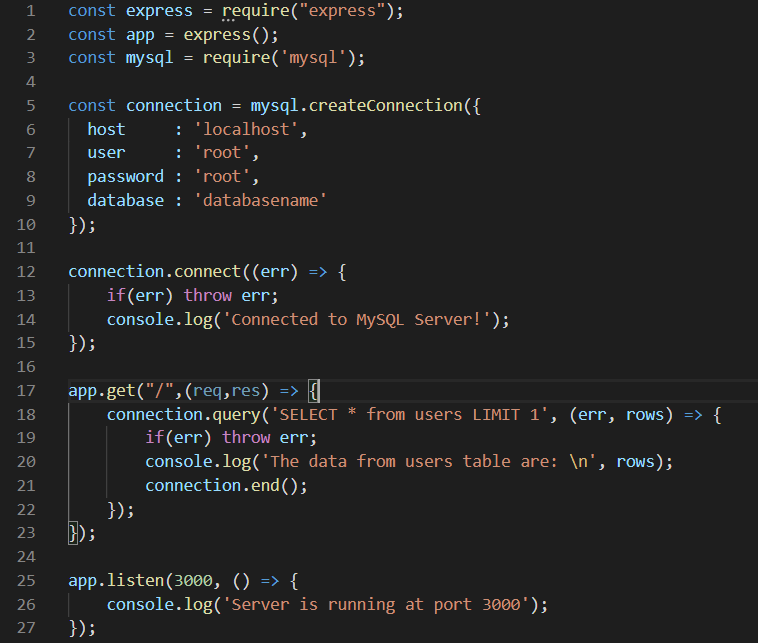 1 const express = require("express");
2 const app = express();
3 const mysql = require('mysql');
4
5 const connection = mysql.createConnection({
6   host     : 'localhost',
7   user     : 'root',
8   password : 'root',
9   database : 'databasename'
10 });
11
12 connection.connect((err) => {
13     if(err) throw err;
14     console.log('Connected to MySQL Server!');
15 });
16
17 app.get("/",(req,res) => {
18     connection.query('SELECT * from users LIMIT 1', (err, rows) => {
19         if(err) throw err;
20         console.log('The data from users table are: \n', rows);
21         connection.end();
22     });
23 });
24
25 app.listen(3000, () => {
26     console.log('Server is running at port 3000');
27 });